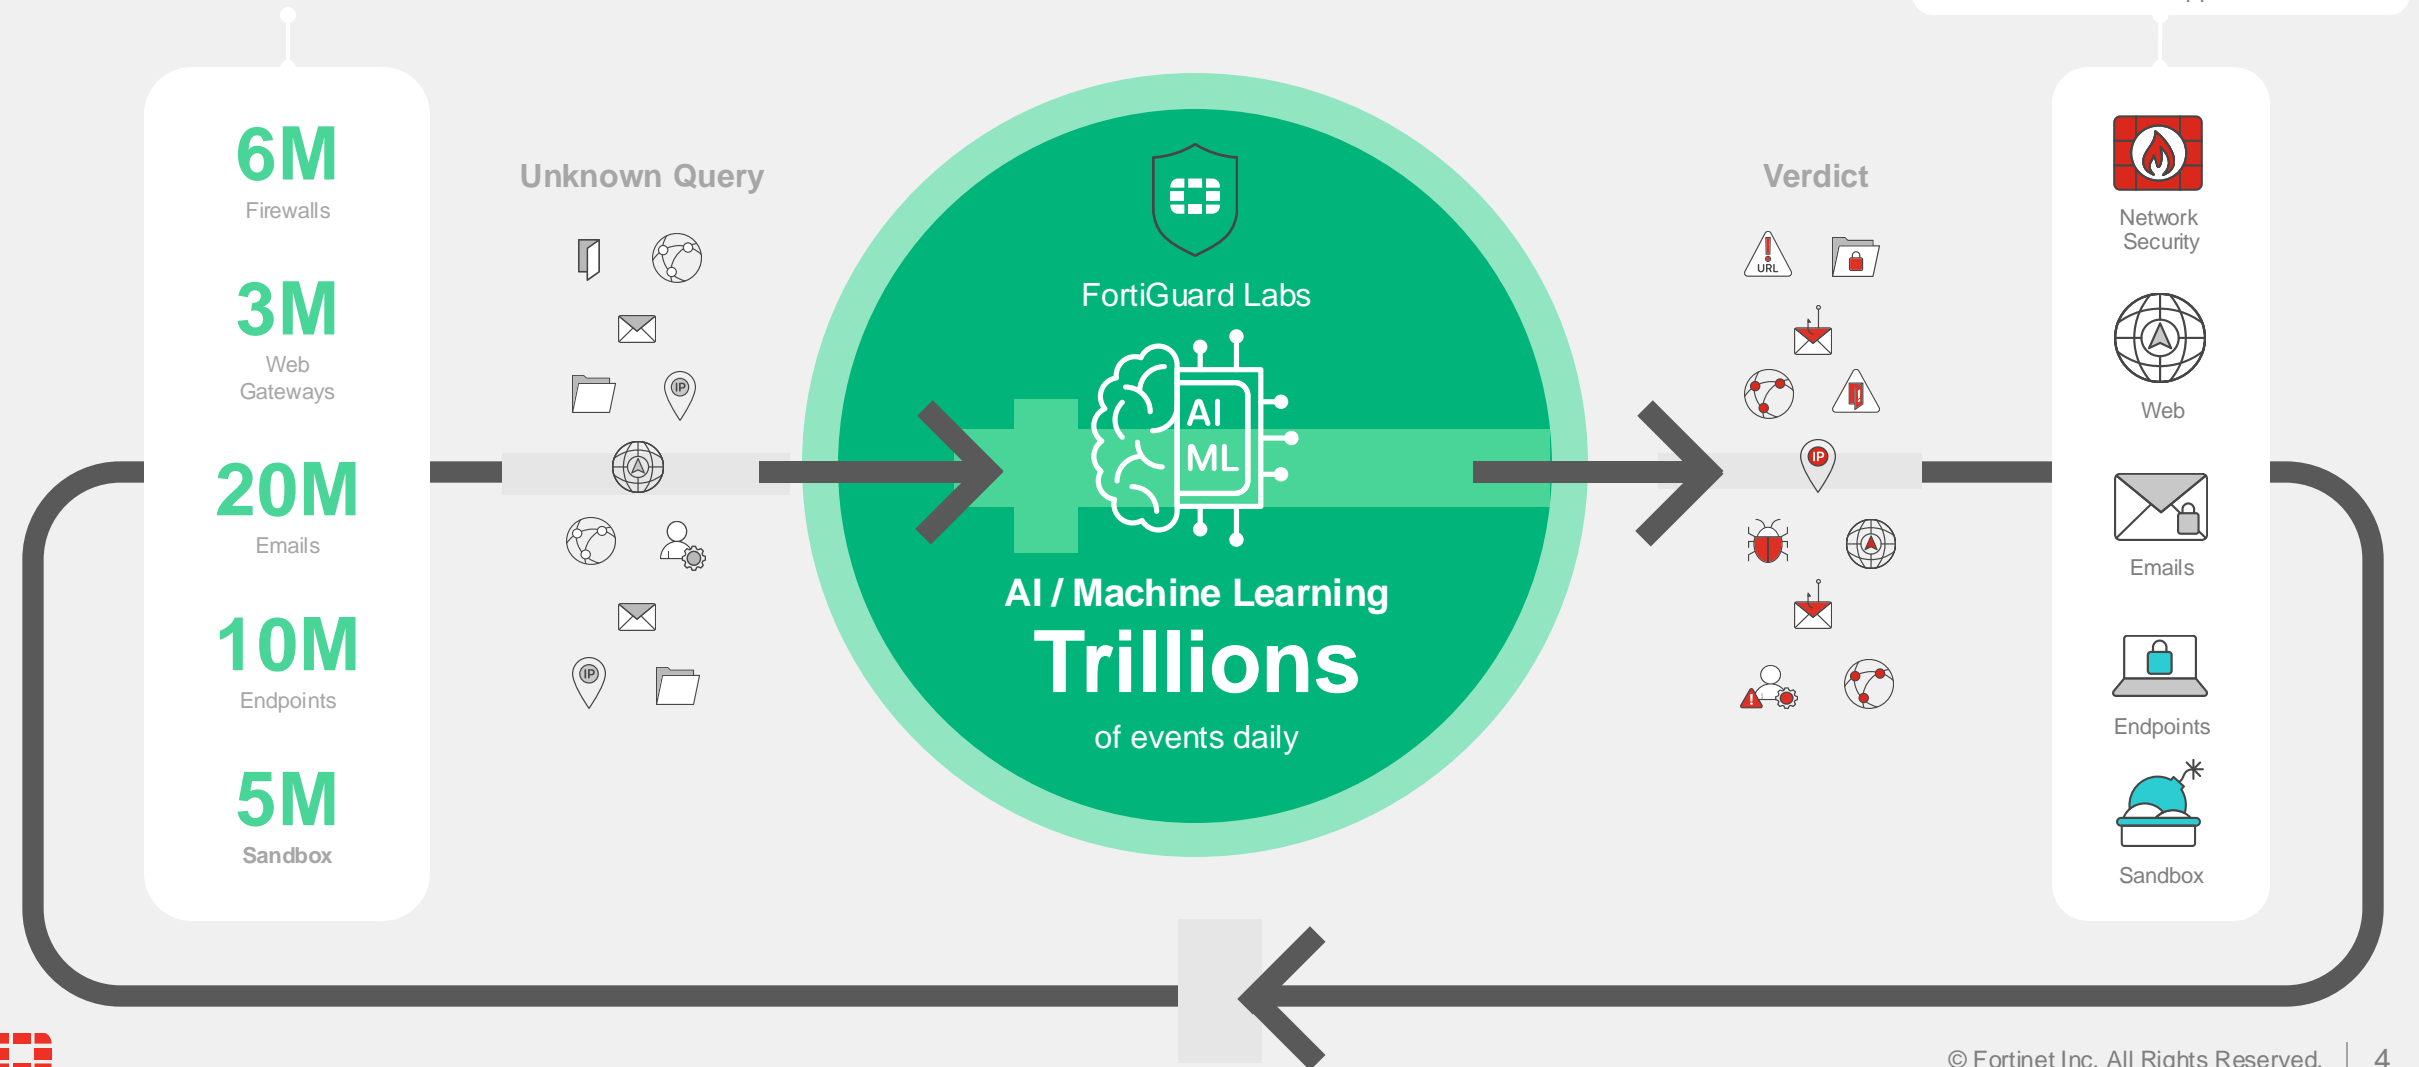 6M
Firewalls
3M
Web
Gateways
20M
Emails
10M
Endpoints
5M
Sandbox
Unknown Query
IP
IP
FortiGuard Labs
AI
ML
AI / Machine Learning
Trillions
of events daily
Verdict
URL
IP
Network
Security
Web
Emails
Endpoints
Sandbox
© Fortinet Inc. All Rights Reserved.
4